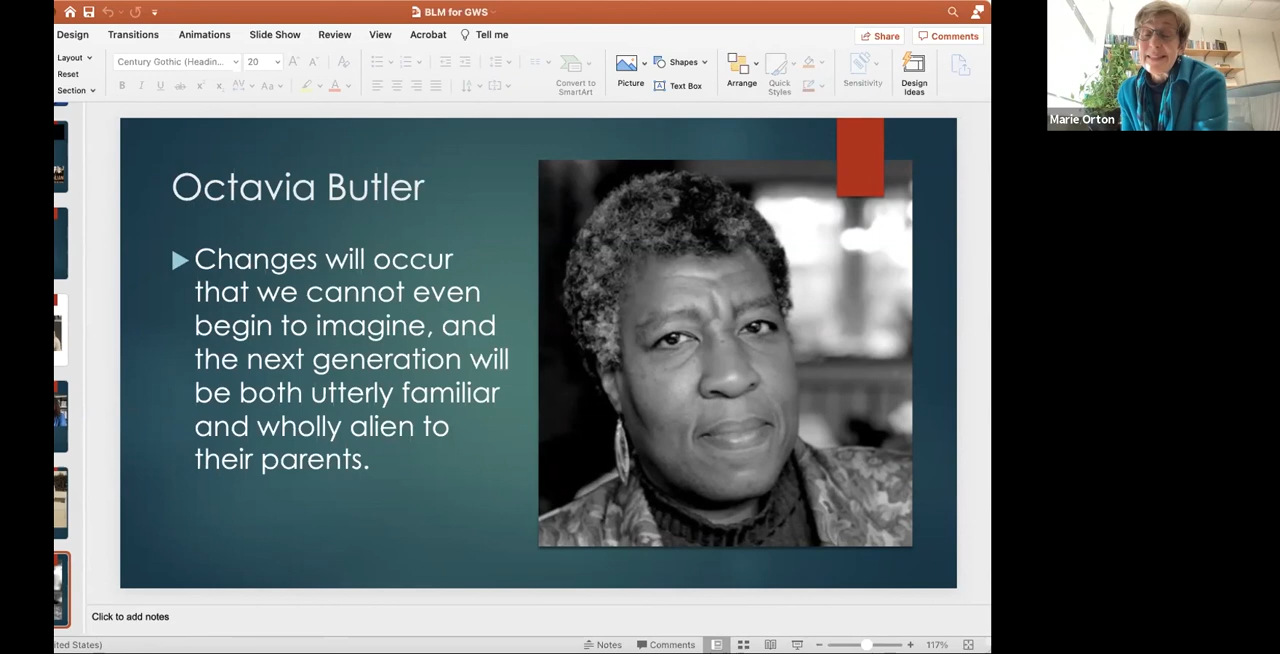 BLM for GWS
Design Transitions Animations Slide Show Review View Acrobat Tell me
Share Comments
Layout
Reset
Section
Century Gothic (Headin... 20
B I U ab X X AV Aa A
Convert to
SmartArt
Picture
Shapes
Text Box
Arrange
Quick
Styles
Sensitivity
Design
Ideas
Marie Orton
Octavia Butler
Changes will occur
that we cannot even
begin to imagine, and
the next generation will
be both utterly familiar
and wholly alien to
their parents.
Click to add notes
ted States)
Notes Comments 117%